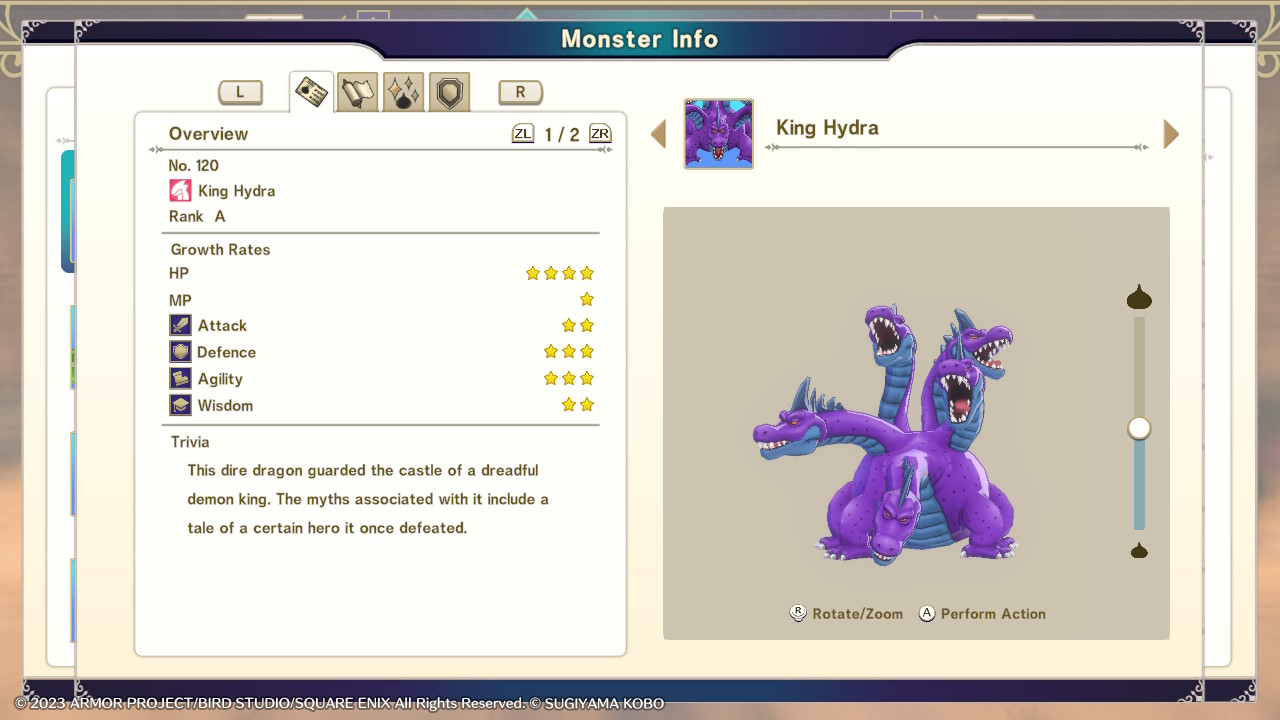 Monster Info
L
R
Overview
ZL 1 / 2 ZR
No. 120
King Hydra
Rank A
Growth Rates
HP
MP
Attack
Defence
Agility
Wisdom
Trivia
This dire dragon guarded the castle of a dreadful
demon king. The myths associated with it include a
tale of a certain hero it once defeated.
King Hydra
R Rotate/Zoom A Perform Action
© 2023 ARMOR PROJECT/BIRD STUDIO/SQUARE ENIX All Rights Reserved. © SUGIYAMA KOBO